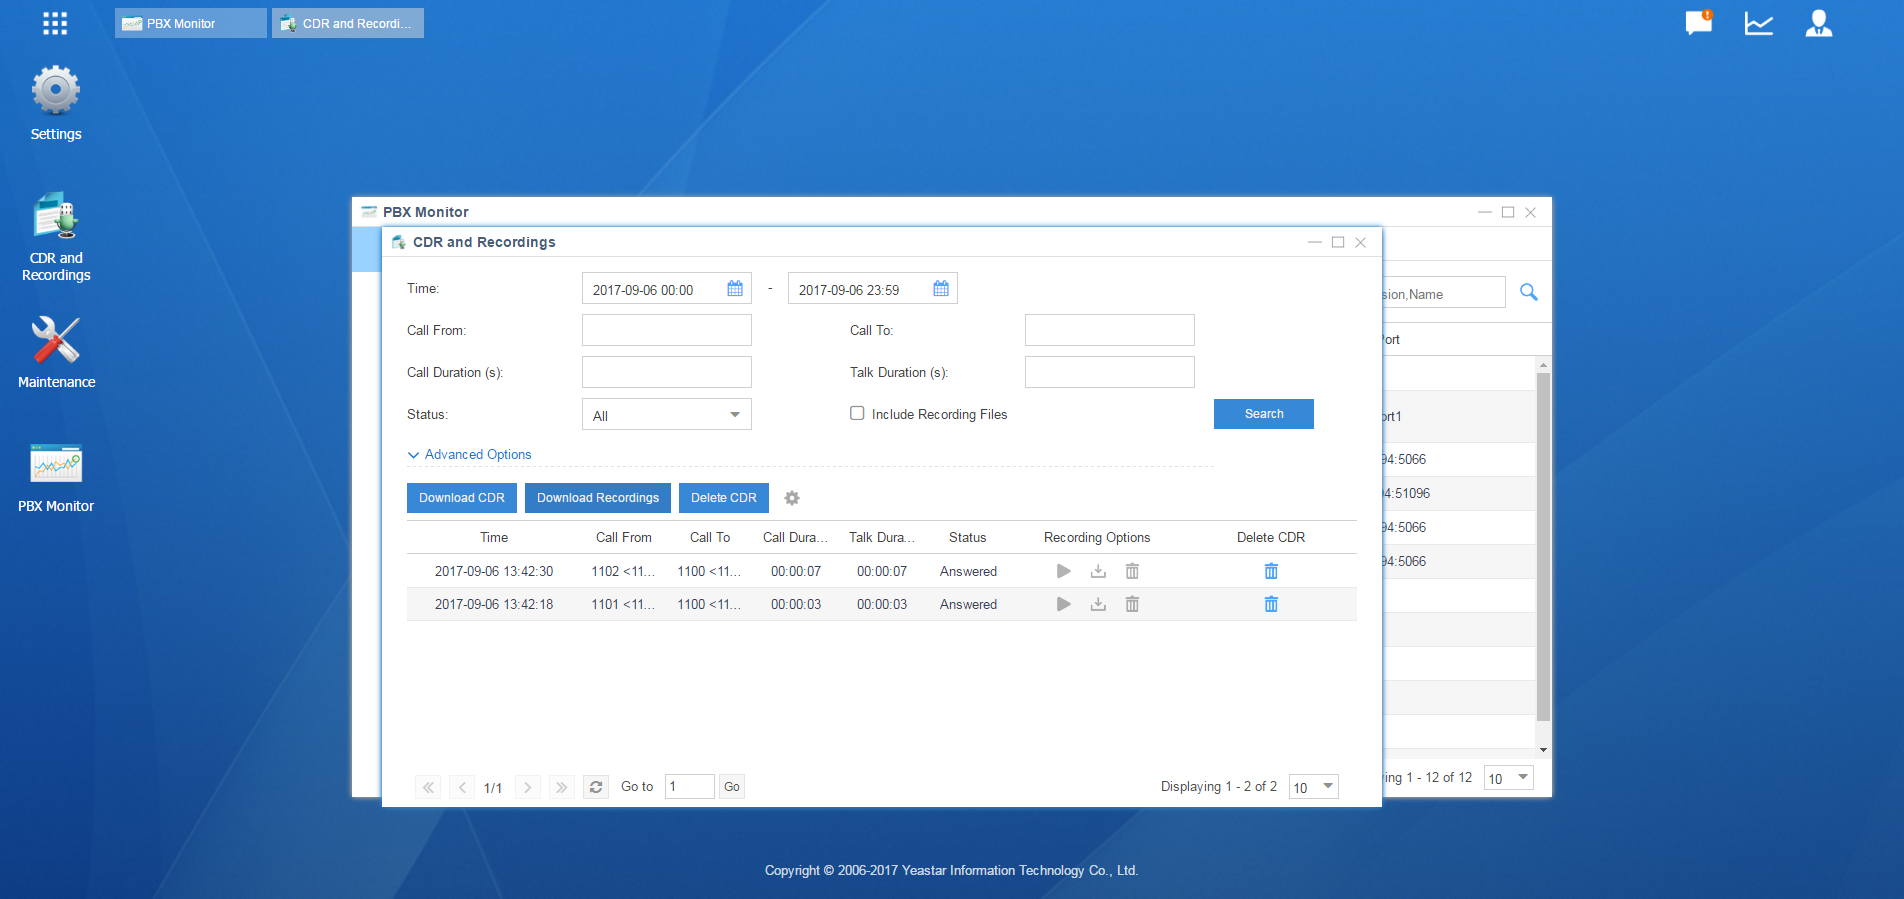 PBX Monitor
CDR and Recordi...
Settings
CDR and
Recordings
Maintenance
PBX Monitor
PBX Monitor
CDR and Recordings
Time:
2017-09-06 00:00
-
2017-09-06 23:59
Call From:
Call To:
Call Duration (s):
Talk Duration (s):
Status:
All
Include Recording Files
Search
Advanced Options
Download CDR
Download Recordings
Delete CDR
Time Call From Call To Call Dura... Talk Dura... Status Recording Options Delete CDR
2017-09-06 13:42:30 1102 <11... 1100 <11... 00:00:07 00:00:07 Answered
2017-09-06 13:42:18 1101 <11... 1100 <11... 00:00:03 00:00:03 Answered
1/1
Go to
1
Go
Displaying 1 - 2 of 2
10
sion,Name
Port
ort1
94:5066
94:51096
94:5066
94:5066
ing 1 - 12 of 12
10
Copyright © 2006-2017 Yeastar Information Technology Co., Ltd.